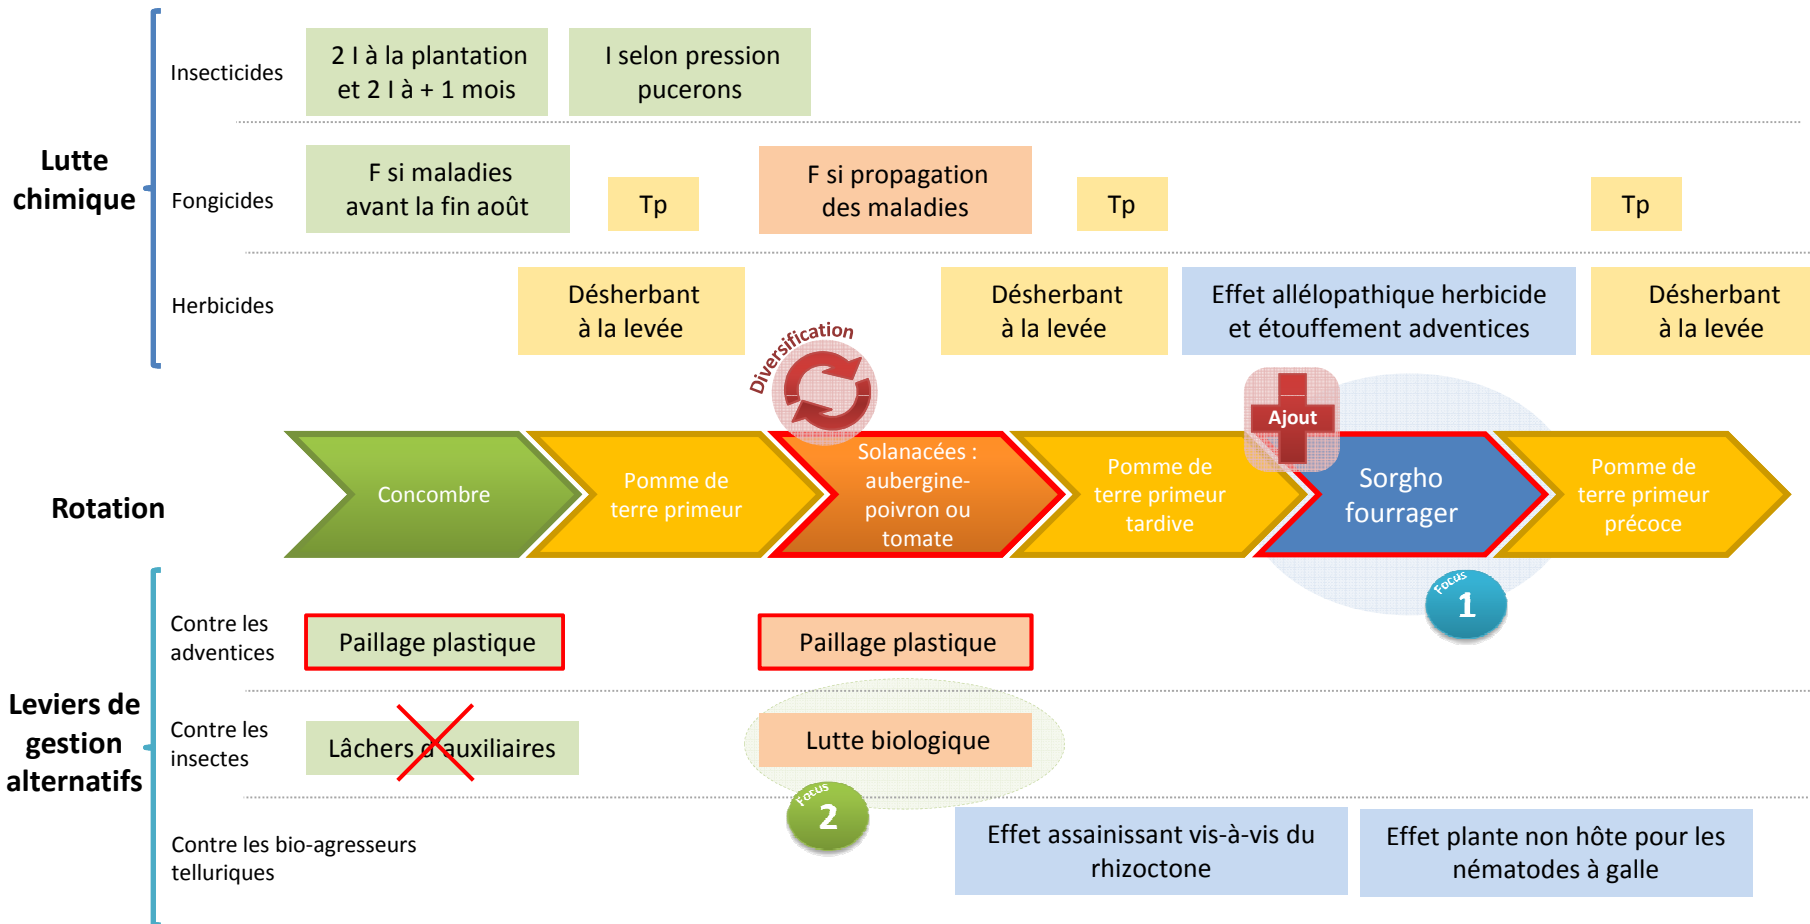 Lutte
chimique
Insecticides
2 I à la plantation
et 2 I à + 1 mois
I selon pression
pucerons
Fongicides
F si maladies
avant la fin août
Tp
F si propagation
des maladies
Tp
Tp
Herbicides
Désherbant
à la levée
Désherbant
à la levée
Effet allélopathique herbicide
et étouffement adventices
Désherbant
à la levée
Diversification
Ajout
Rotation
Concombre
Pomme de
terre primeur
Solanacées :
aubergine-
poivron ou
tomate
Pomme de
terre primeur
tardive
Sorgho
fourrager
Pomme de
terre primeur
précoce
Focus
1
Leviers de
gestion
alternatifs
Contre les
adventices
Paillage plastique
Paillage plastique
Contre les
insectes
Lâchers d'auxiliaires
Lutte biologique
Focus
2
Contre les bio-agresseurs
telluriques
Effet assainissant vis-à-vis du
rhizoctone
Effet plante non hôte pour les
nématodes à galle